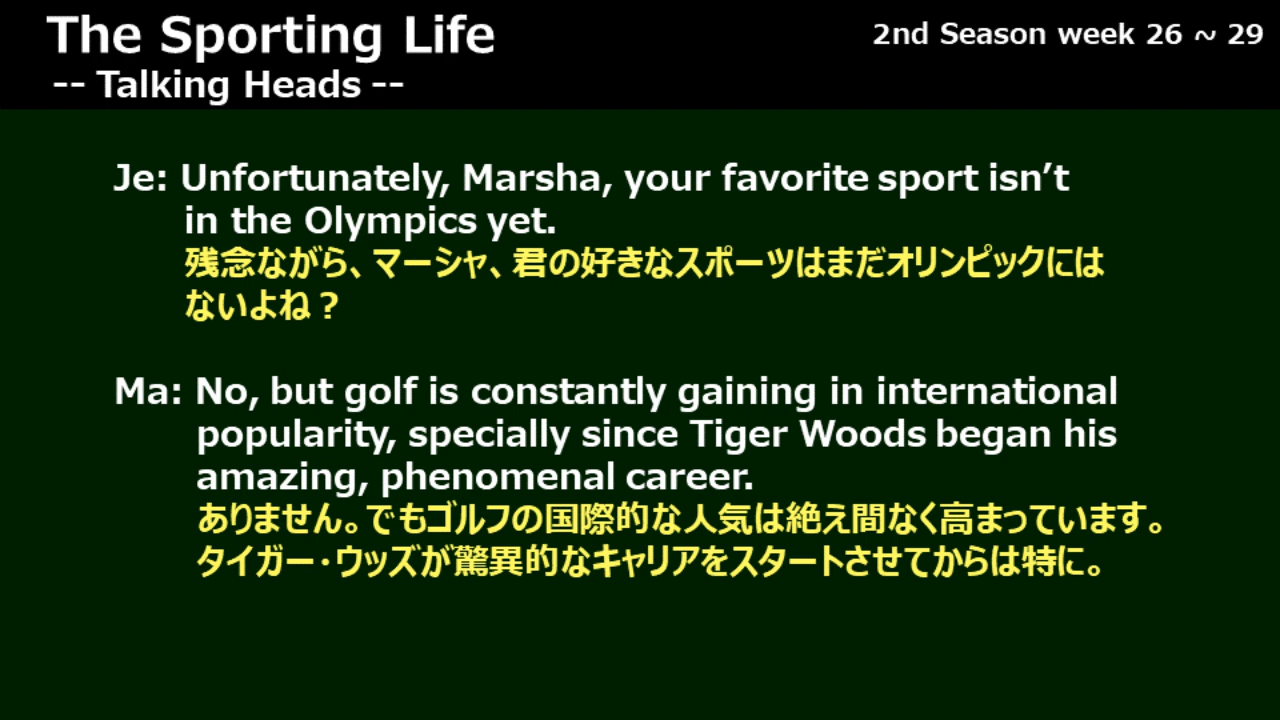 The Sporting Life
2nd Season week 26 ~ 29
-- Talking Heads --
Je: Unfortunately, Marsha, your favorite sport isn’t
in the Olympics yet.
残念ながら、マーシャ、君の好きなスポーツはまだオリンピックには
ないよね？
Ma: No, but golf is constantly gaining in international
popularity, specially since Tiger Woods began his
amazing, phenomenal career.
ありません。でもゴルフの国際的な人気は絶え間なく高まっています。
タイガー・ウッズが驚異的なキャリアをスタートさせてからは特に。